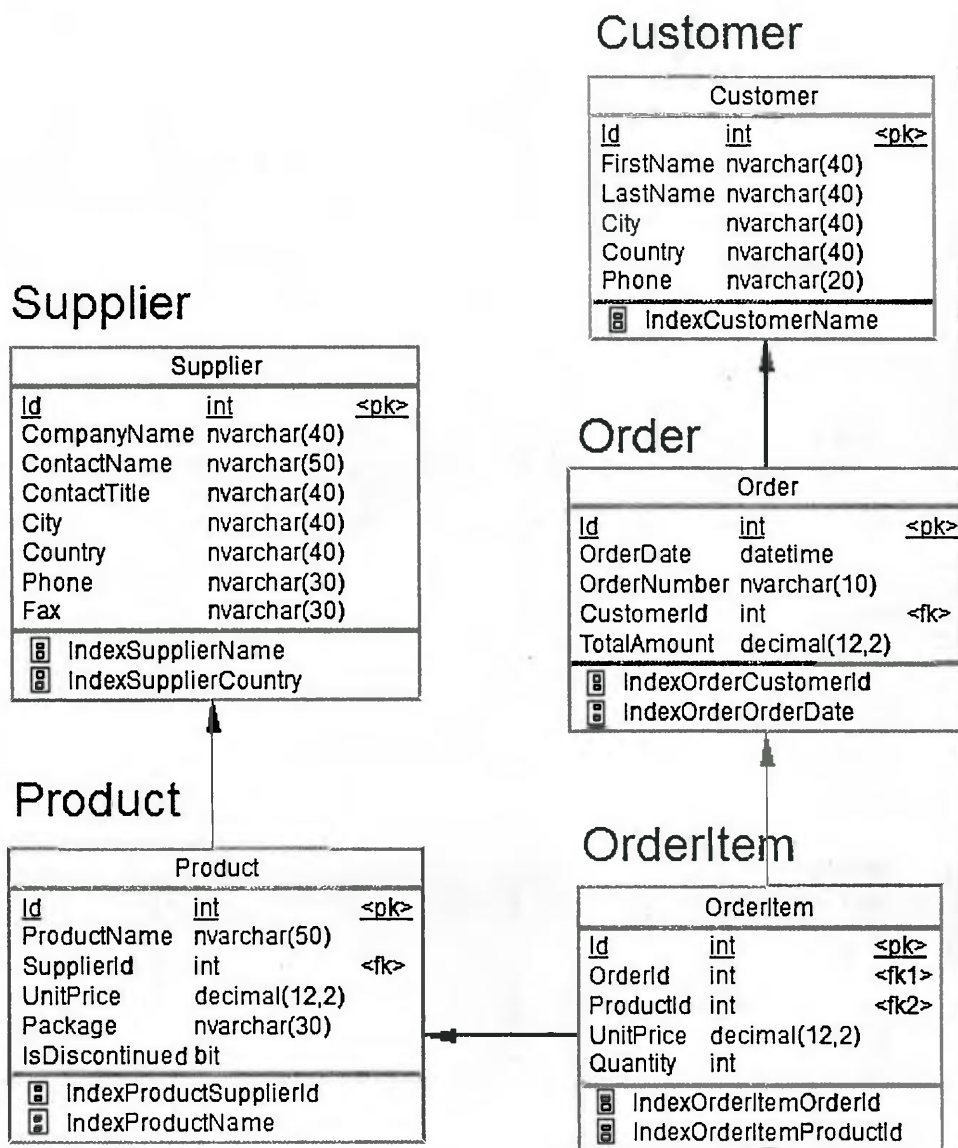 Customer
Customer
Id int <pk>
FirstName nvarchar(40)
LastName nvarchar(40)
City nvarchar(40)
Country nvarchar(40)
Phone nvarchar(20)
IndexCustomerName
Supplier
Supplier
Id int <pk>
CompanyName nvarchar(40)
ContactName nvarchar(50)
ContactTitle nvarchar(40)
City nvarchar(40)
Country nvarchar(40)
Phone nvarchar(30)
Fax nvarchar(30)
IndexSupplierName
IndexSupplierCountry
Order
Order
Id int <pk>
OrderDate datetime
OrderNumber nvarchar(10)
CustomerId int <fk>
TotalAmount decimal(12,2)
IndexOrderCustomerId
IndexOrderOrderDate
Product
Product
Id int <pk>
ProductName nvarchar(50)
SupplierId int <fk>
UnitPrice decimal(12,2)
Package nvarchar(30)
IsDiscontinued bit
IndexProductSupplierId
IndexProductName
OrderItem
OrderItem
Id int <pk>
OrderId int <fk1>
ProductId int <fk2>
UnitPrice decimal(12,2)
Quantity int
IndexOrderItemOrderId
IndexOrderItemProductId